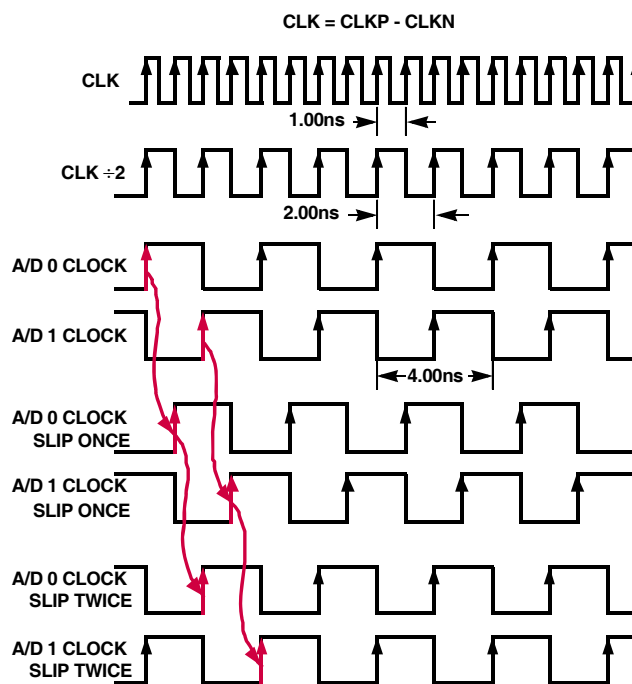 CLK = CLKP - CLKN
CLK
1.00ns
CLK ÷2
2.00ns
A/D 0 CLOCK
A/D 1 CLOCK
4.00ns
A/D 0 CLOCK
SLIP ONCE
A/D 1 CLOCK
SLIP ONCE
A/D 0 CLOCK
SLIP TWICE
A/D 1 CLOCK
SLIP TWICE